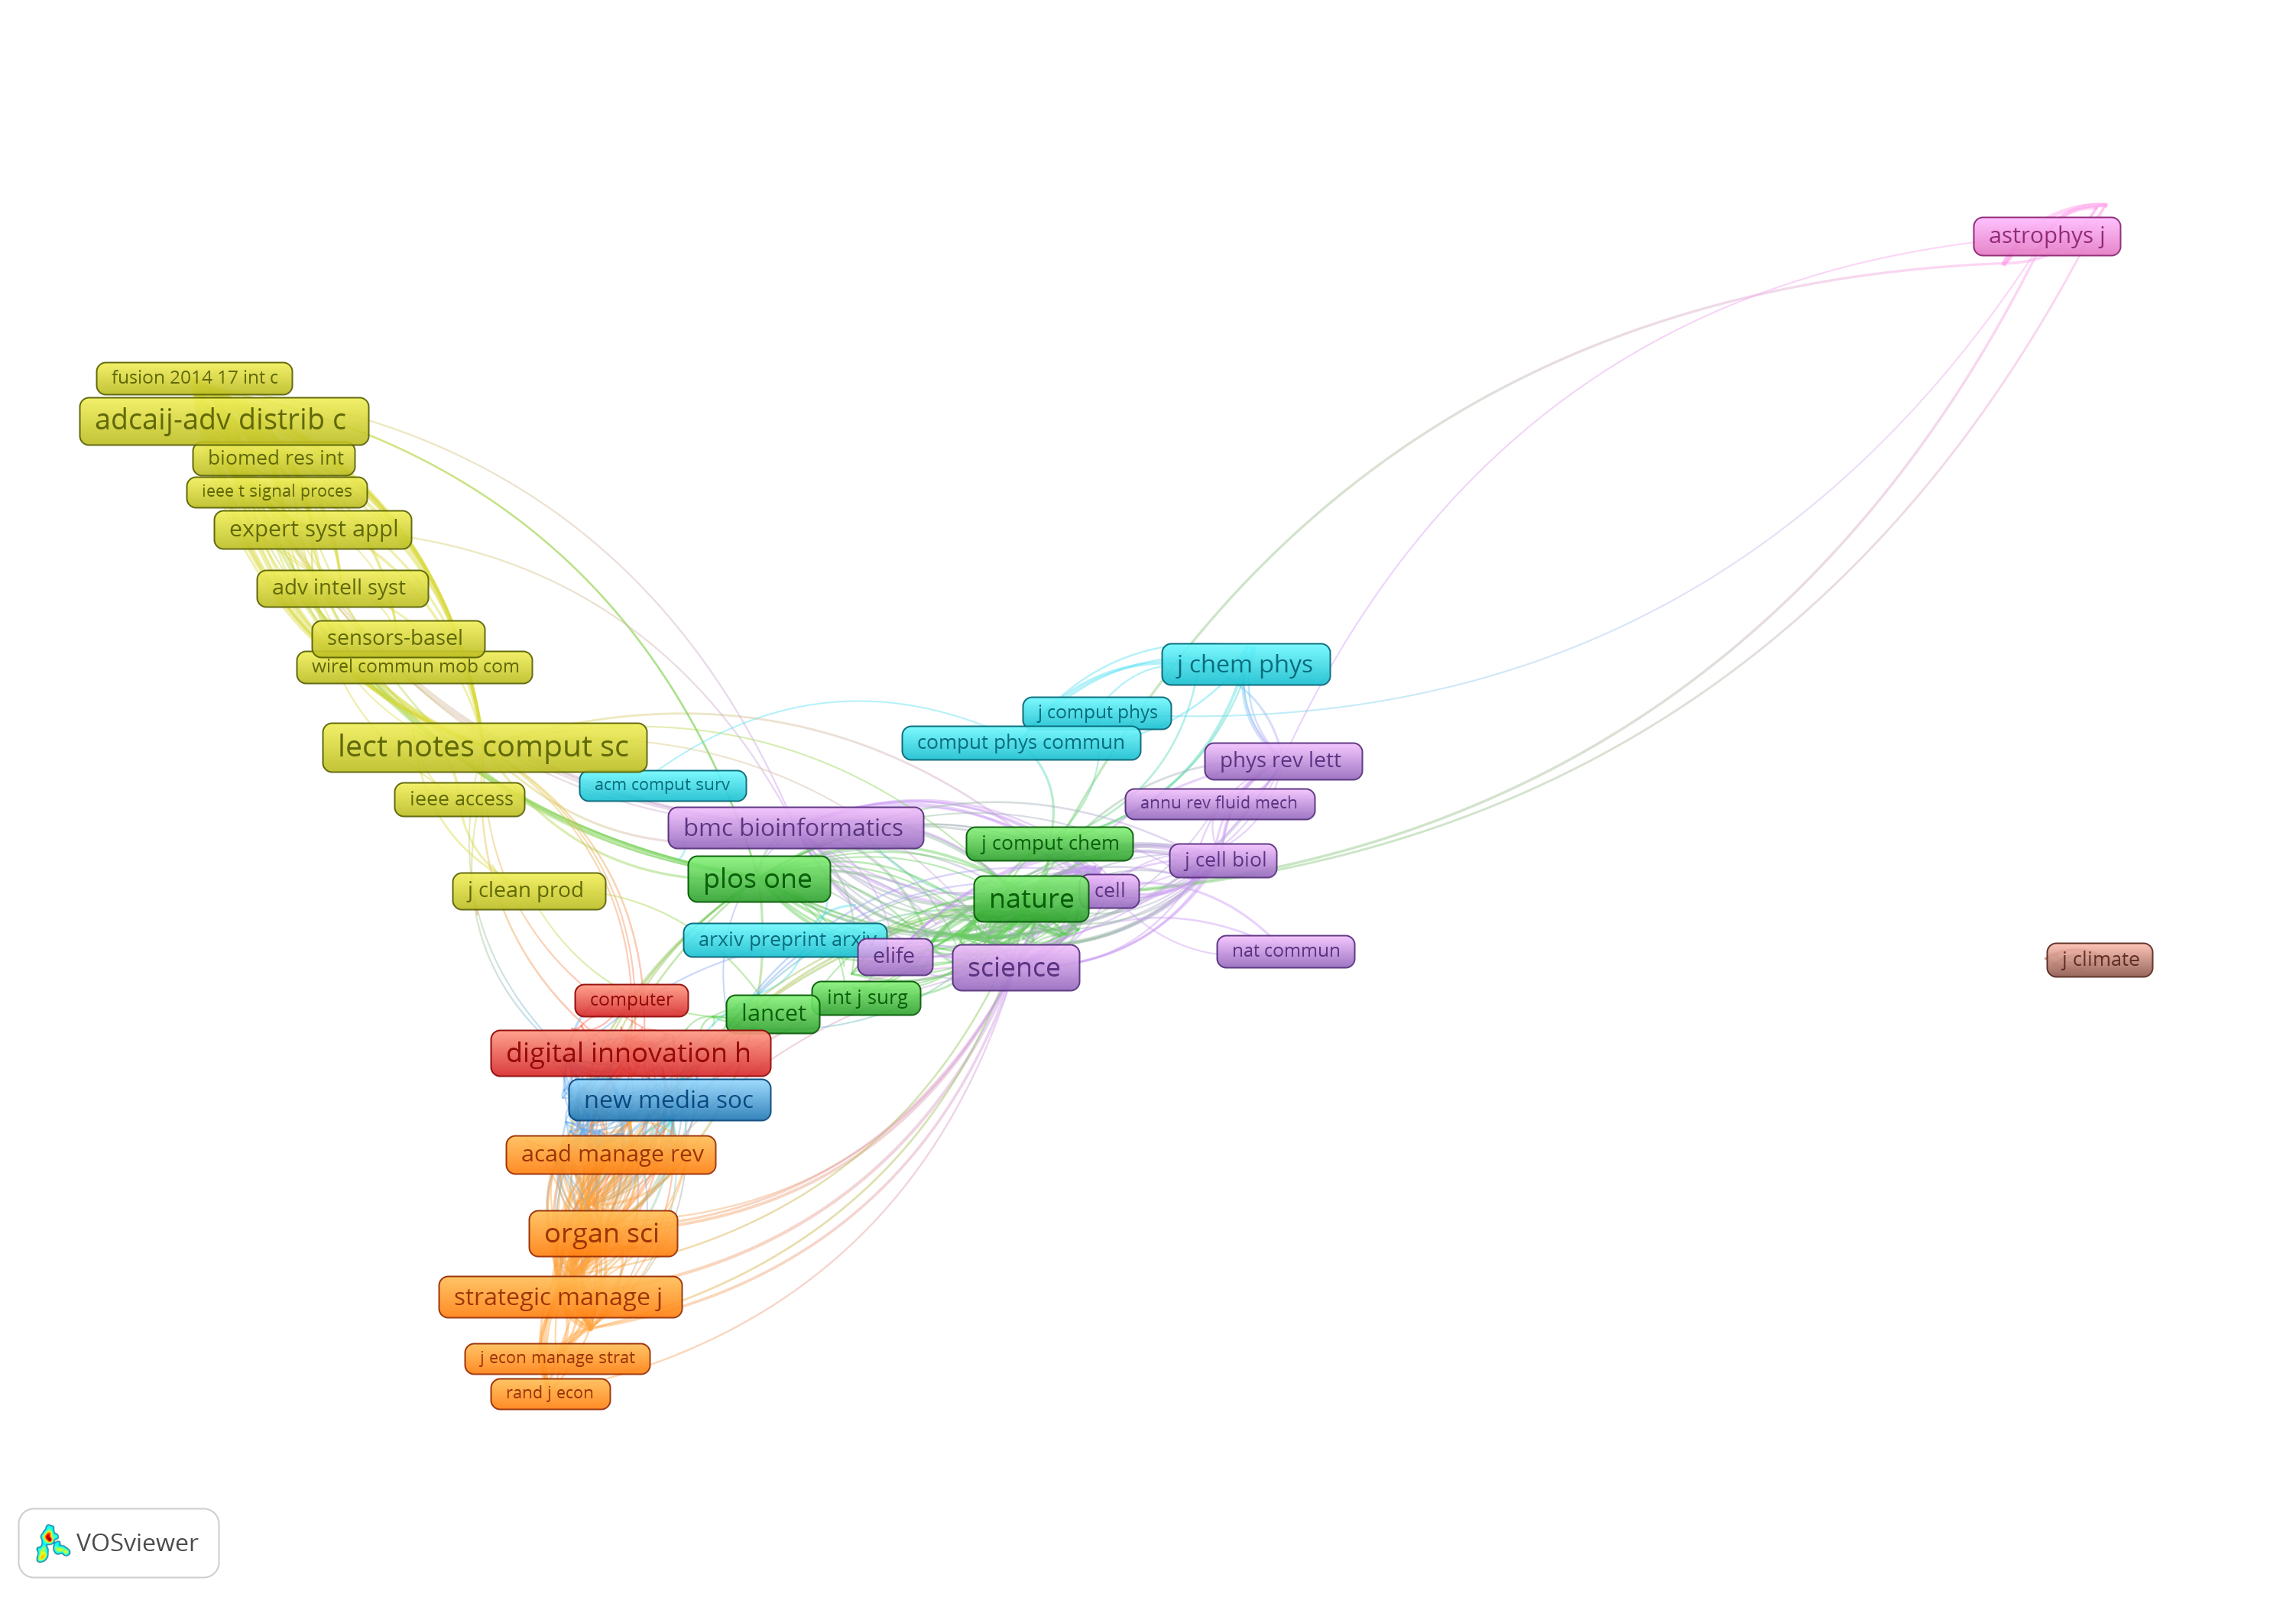 astrophys j
fusion 2014 17 int c
adcaij-adv distrib c
biomed res int
ieee t signal proces
expert syst appl
adv intell syst
sensors-basel
wirel commun mob com
j chem phys
j comput phys
comput phys commun
lect notes comput sc
phys rev lett
acm comput surv
ieee access
annu rev fluid mech
bmc bioinformatics
j comput chem
j cell biol
plos one
j clean prod
nature
cell
arxiv preprint arxiv
elife
science
nat commun
j climate
computer
int j surg
lancet
digital innovation h
new media soc
acad manage rev
organ sci
strategic manage j
j econ manage strat
rand j econ
VOSviewer